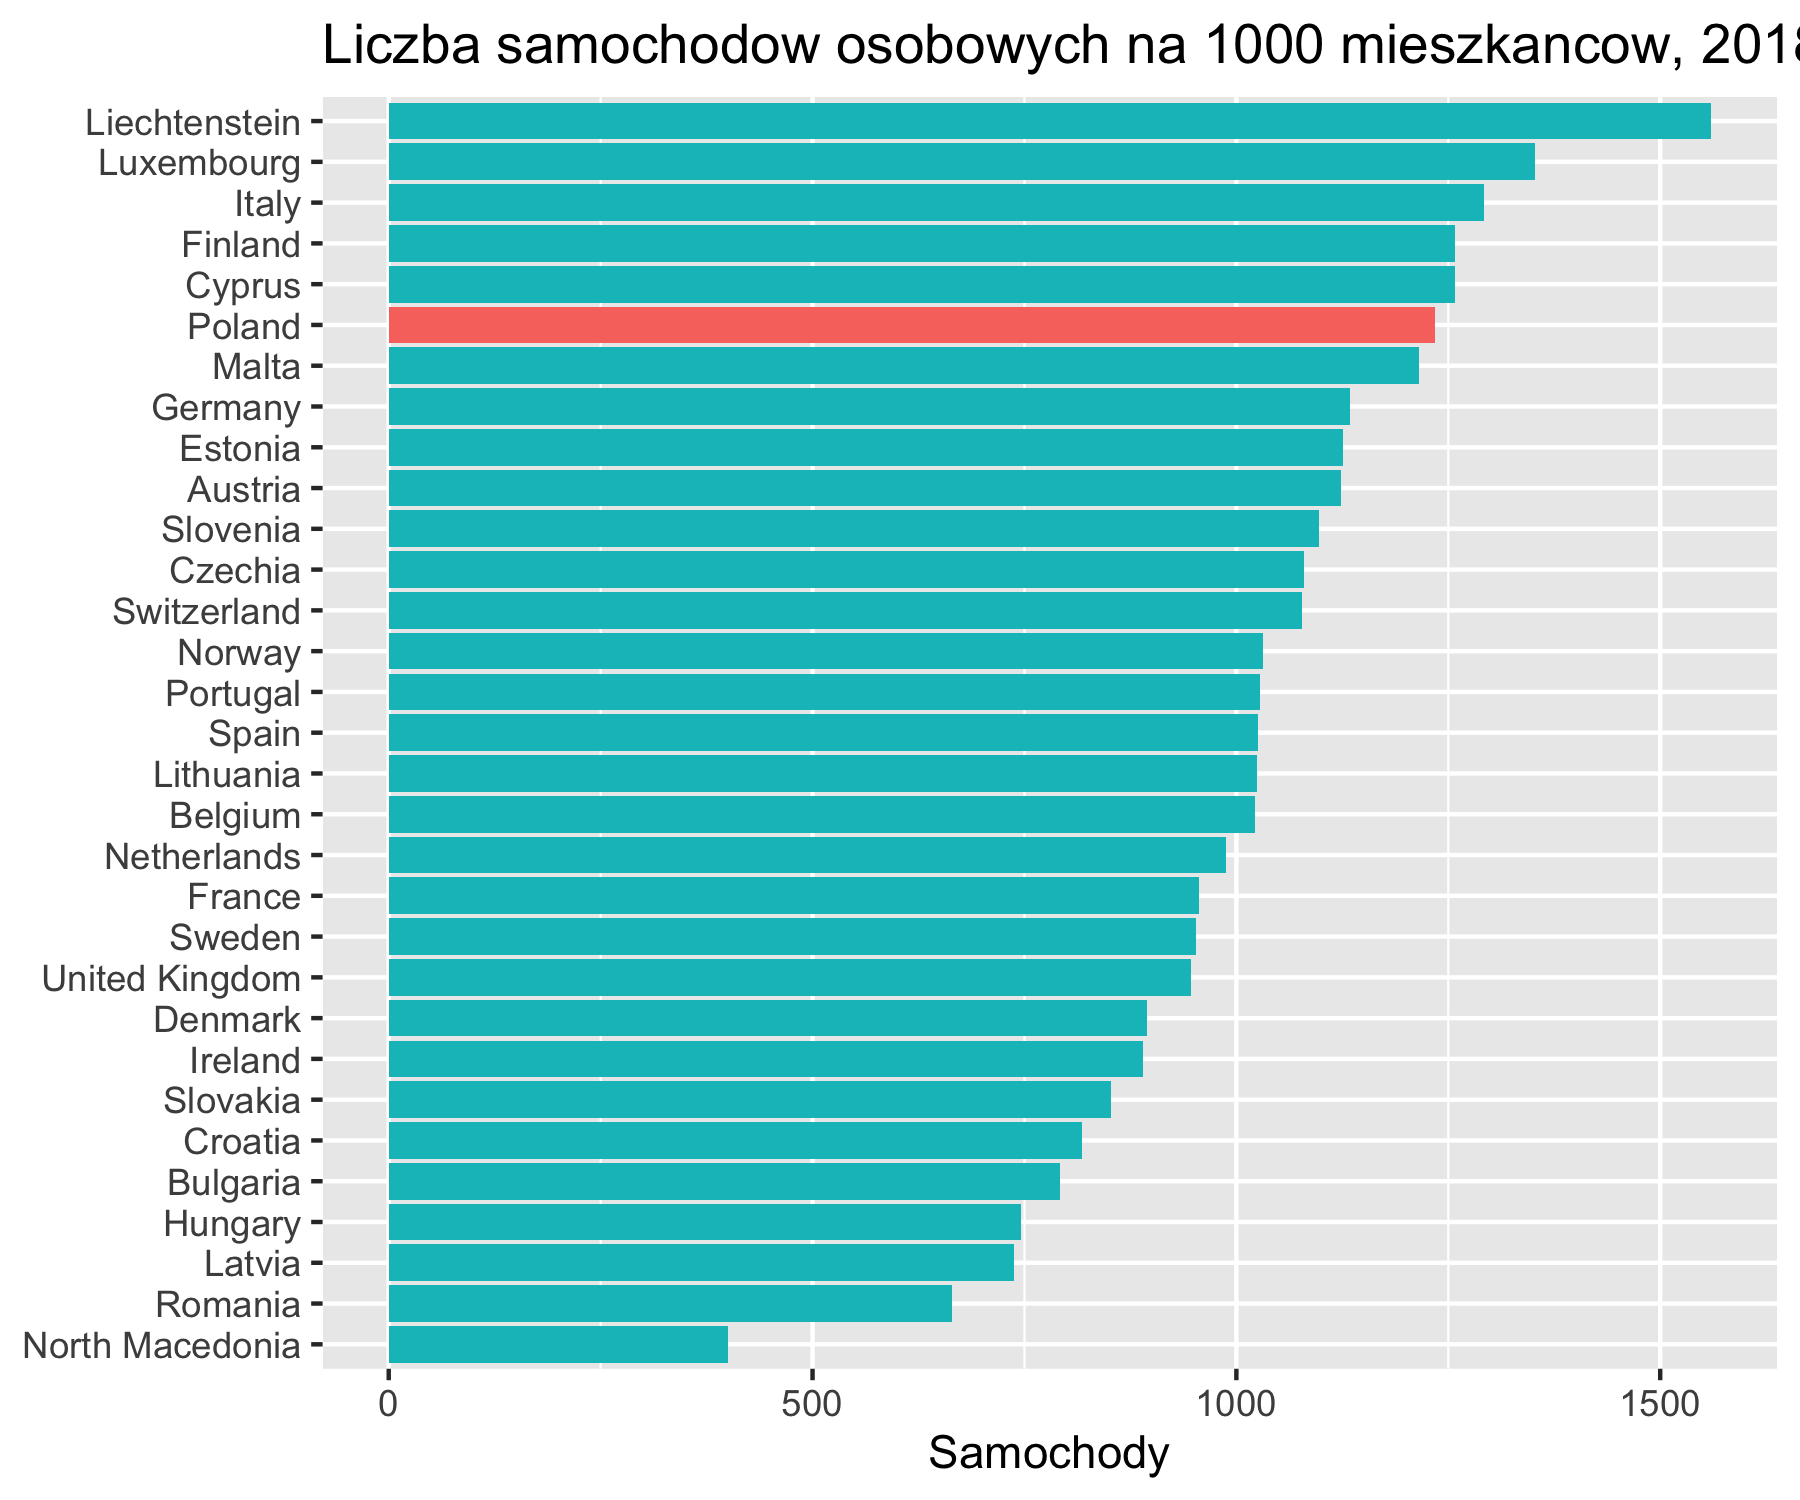 Liczba samochodow osobowych na 1000 mieszkancow, 2018
Liechtenstein
Luxembourg
Italy
Finland
Cyprus
Poland
Malta
Germany
Estonia
Austria
Slovenia
Czechia
Switzerland
Norway
Portugal
Spain
Lithuania
Belgium
Netherlands
France
Sweden
United Kingdom
Denmark
Ireland
Slovakia
Croatia
Bulgaria
Hungary
Latvia
Romania
North Macedonia
0 500 1000 1500
Samochody